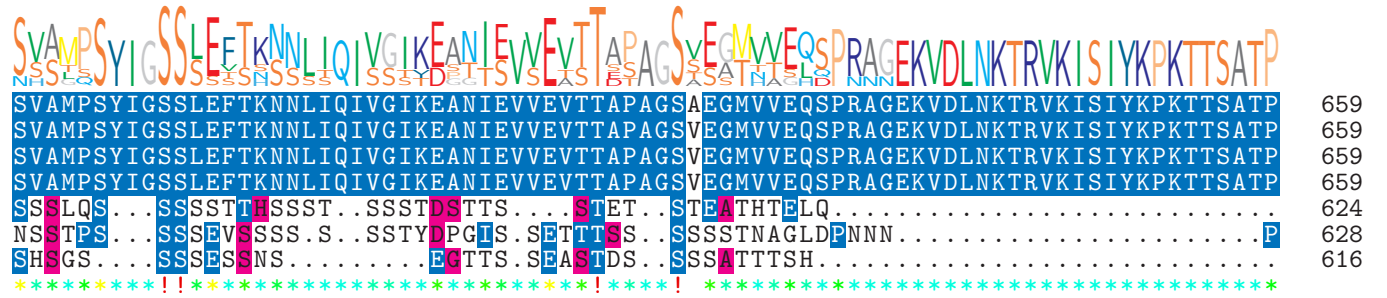 SVAMPSYIGSSLEFTKNNLIQIVGIKEANIEVVEVTTAPAGSVEGMVVEQSPRAGEKVDLNKTRVKISIYKPKTTSATP
SVAMPSYIGSSLEFTKNNLIQIVGIKEANIEVVEVTTAPAGSAEGMVVEQSPRAGEKVDLNKTRVKISIYKPKTTSATP 659
SVAMPSYIGSSLEFTKNNLIQIVGIKEANIEVVEVTTAPAGSVEGMVVEQSPRAGEKVDLNKTRVKISIYKPKTTSATP 659
SVAMPSYIGSSLEFTKNNLIQIVGIKEANIEVVEVTTAPAGSVEGMVVEQSPRAGEKVDLNKTRVKISIYKPKTTSATP 659
SVAMPSYIGSSLEFTKNNLIQIVGIKEANIEVVEVTTAPAGSVEGMVVEQSPRAGEKVDLNKTRVKISIYKPKTTSATP 659
SSSLQS...SSSSTTHSSST..SSSTDSTTS....STET..STEATHTELQ............................ 624
NSSTPS...SSSEVSSSS.S..SSTYDPGIS.SETTTSS..SSSSTNAGLDPNNN.......................P 628
SHSGS....SSSESSNS.........EGTTS.SEASTDS..SSSATTTSH............................. 616
*********!!*************************!****! ************************************